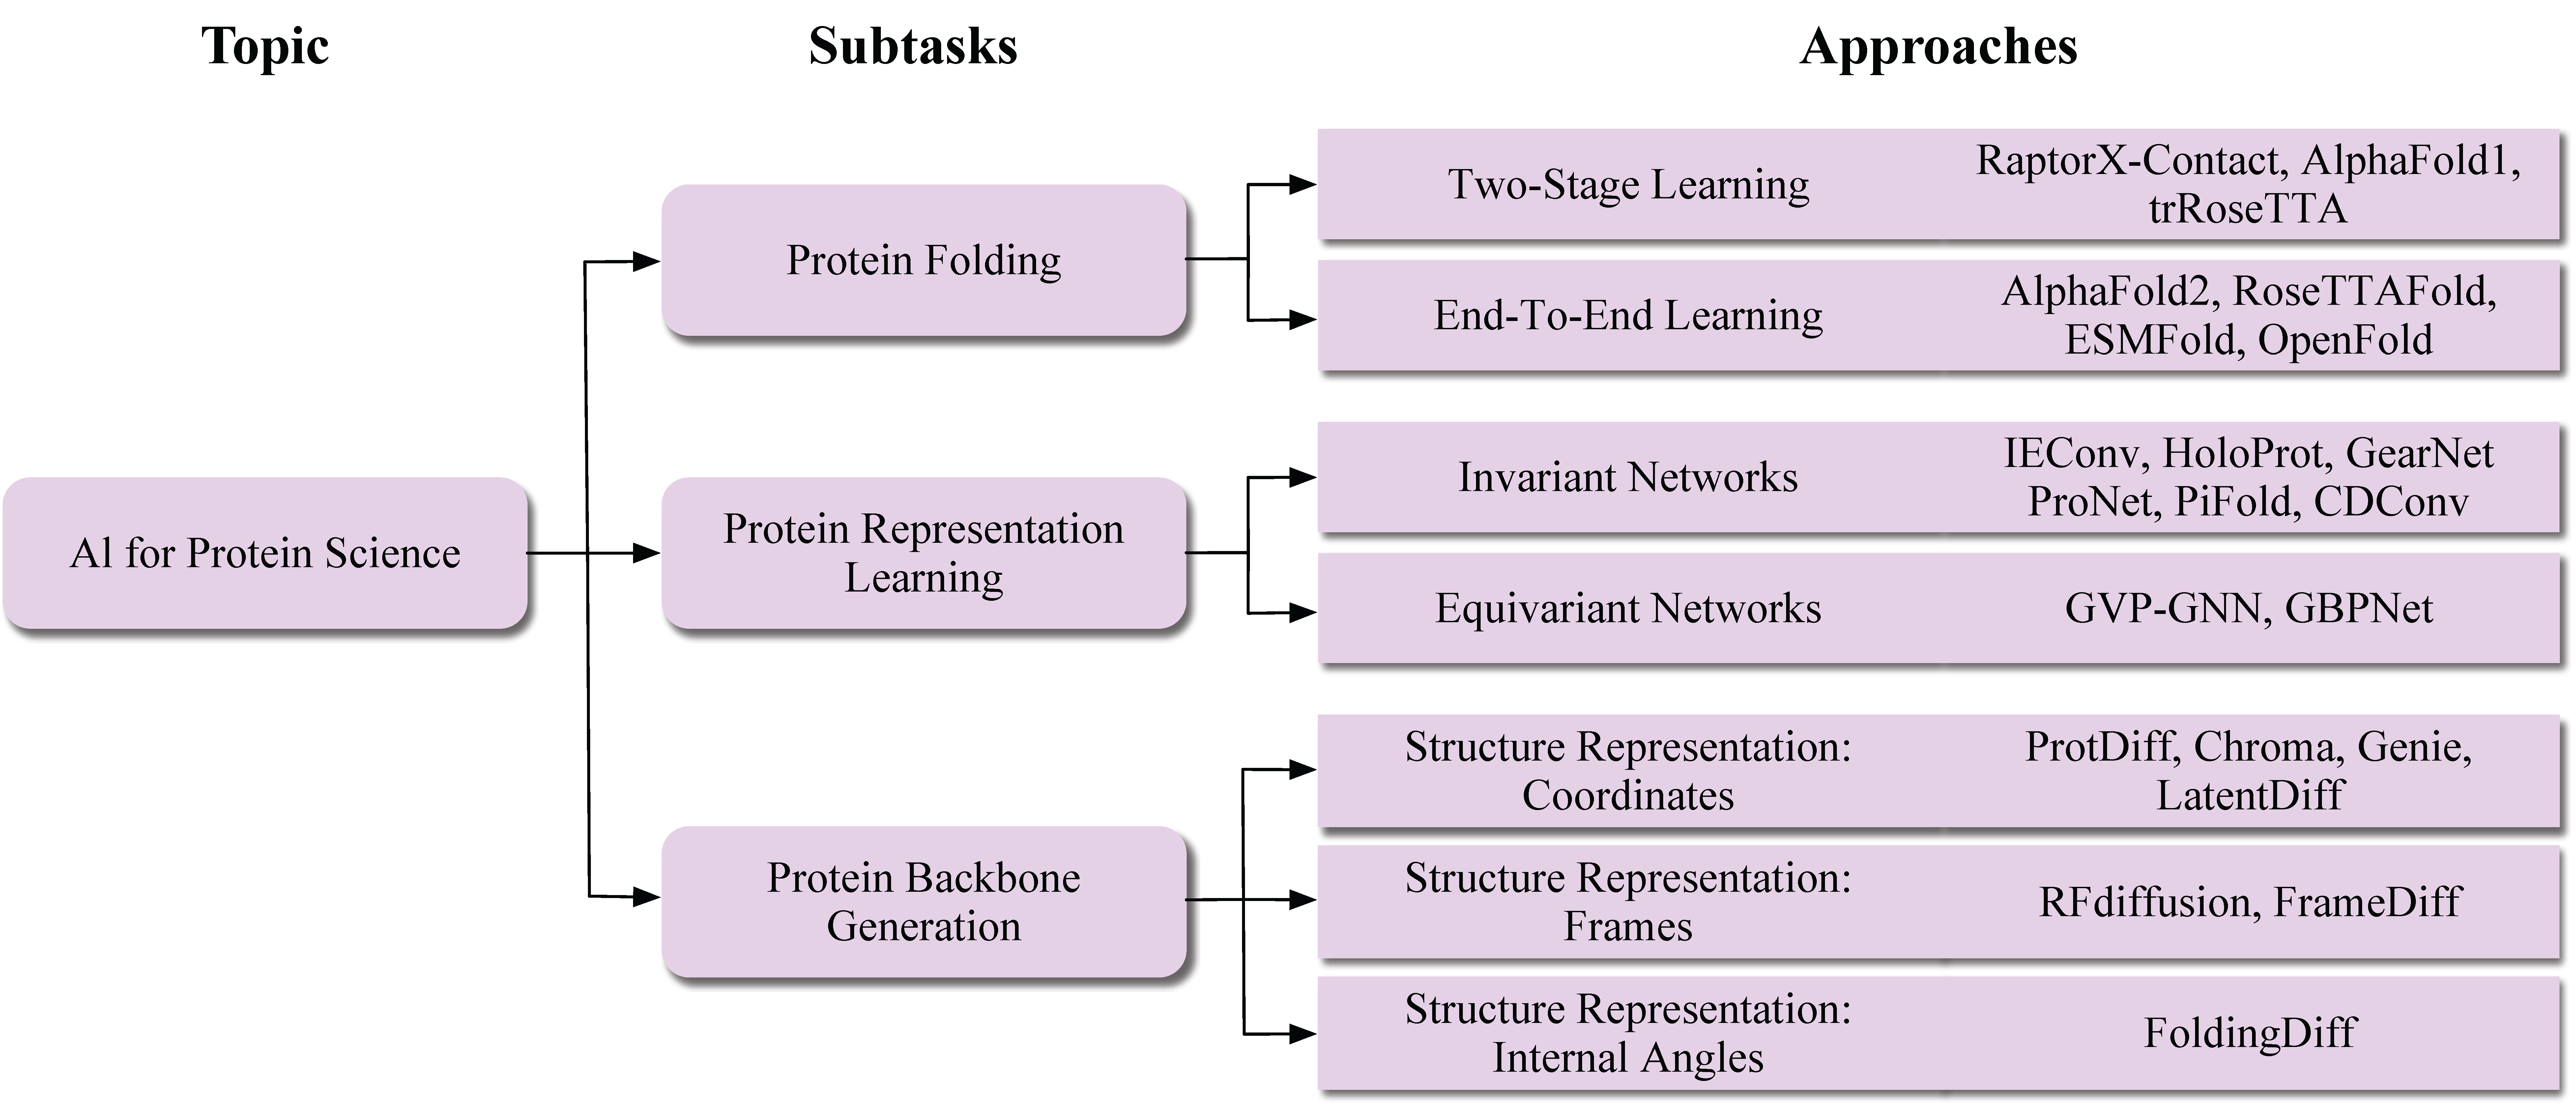 Topic
Subtasks
Approaches
AI for Protein Science
Protein Folding
Two-Stage Learning
RaptorX-Contact, AlphaFold1,
trRoseTTA
End-To-End Learning
AlphaFold2, RoseTTAFold,
ESMFold, OpenFold
Protein Representation
Learning
Invariant Networks
IEConv, HoloProt, GearNet
ProNet, PiFold, CDConv
Equivariant Networks
GVP-GNN, GBPNet
Protein Backbone
Generation
Structure Representation:
Coordinates
ProtDiff, Chroma, Genie,
LatentDiff
Structure Representation:
Frames
RFdiffusion, FrameDiff
Structure Representation:
Internal Angles
FoldingDiff